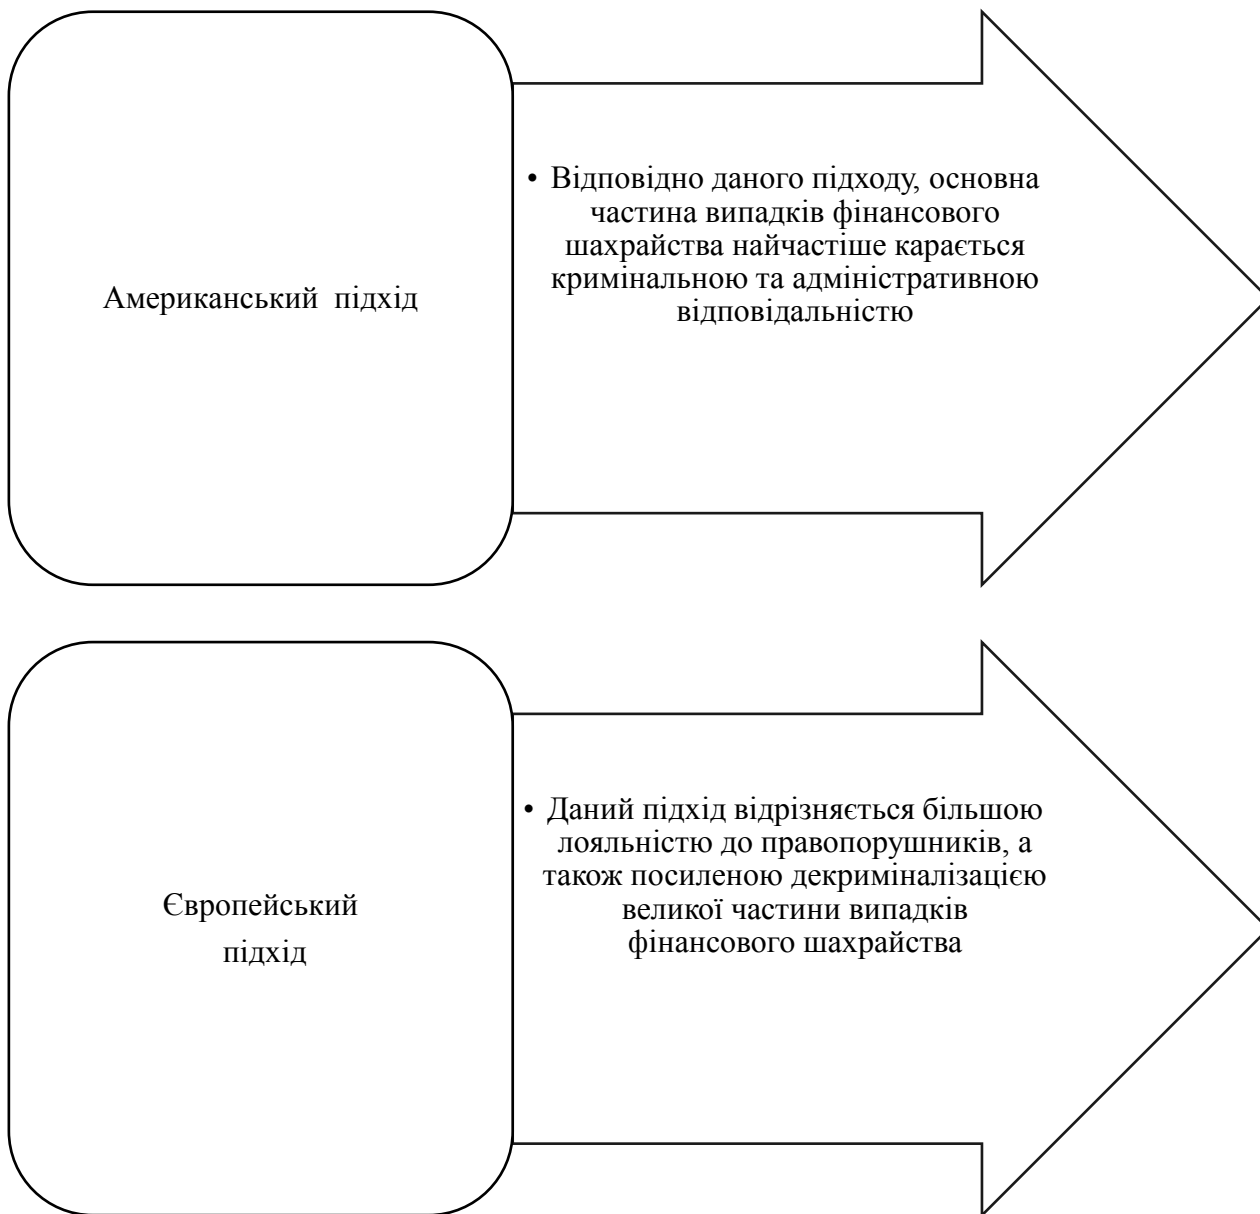 Американський  підхід
• Відповідно даного підходу, основна
частина випадків фінансового
шахрайства найчастіше карається
кримінальною та адміністративною
відповідальністю
Європейський
підхід
• Даний підхід відрізняється більшою
лояльністю до правопорушників, а
також посиленою декриміналізацією
великої частини випадків
фінансового шахрайства